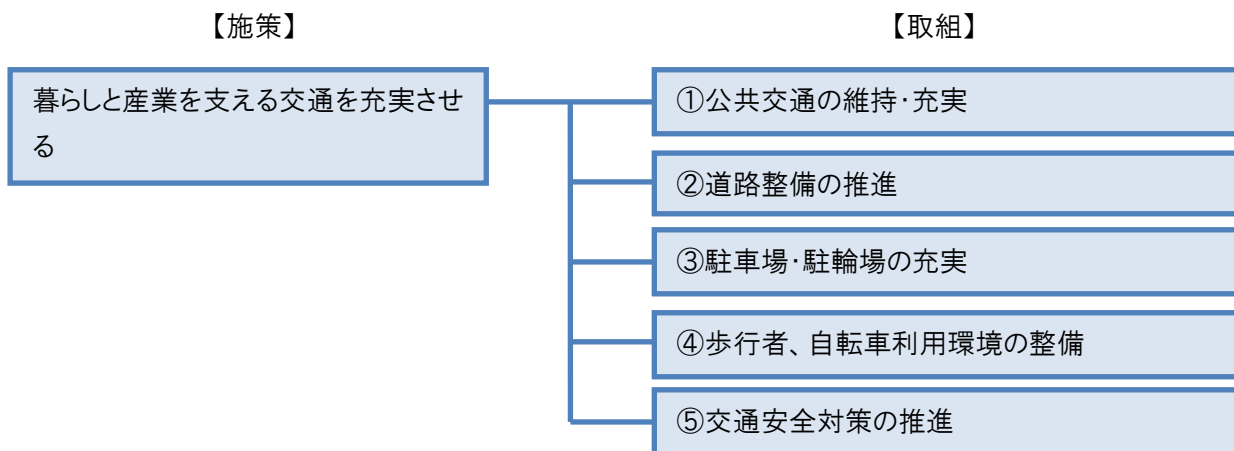 【施策】
【取組】
暮らしと産業を支える交通を充実させ
る
①公共交通の維持・充実
②道路整備の推進
③駐車場・駐輪場の充実
④歩行者、自転車利用環境の整備
⑤交通安全対策の推進